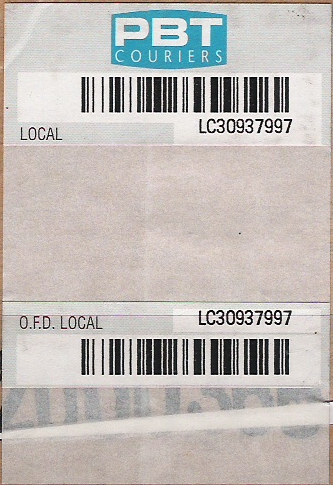 PBT
COURIERS
LOCAL
LC30937997
O.F.D. LOCAL
LC30937997